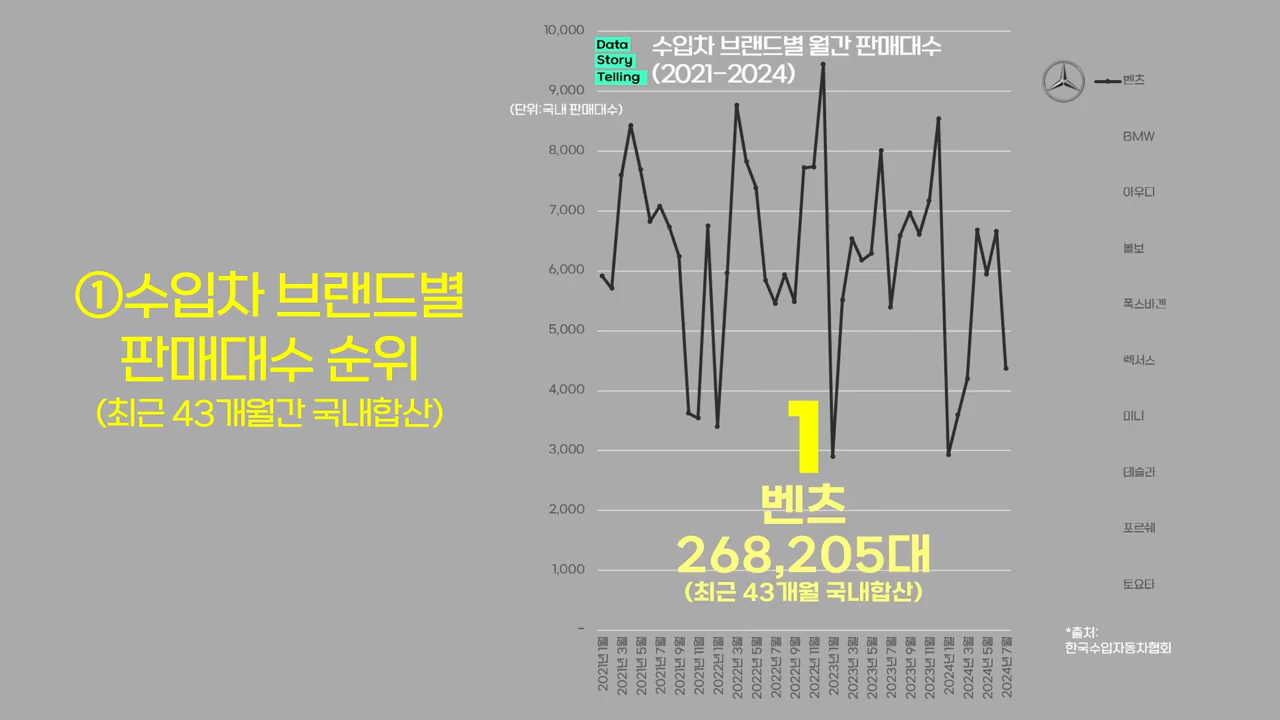 ①수입차 브랜드별
판매대수 순위
(최근 43개월간 국내합산)
Data
Story
Telling
수입차 브랜드별 월간 판매대수
(2021-2024)
(단위:국내 판매대수)
10,000
9,000
8,000
7,000
6,000
5,000
4,000
3,000
2,000
1,000
-
1
벤츠
268,205대
(최근 43개월 국내합산)
2021년 1월
2021년 3월
2021년 5월
2021년 7월
2021년 9월
2021년 11월
2022년 1월
2022년 3월
2022년 5월
2022년 7월
2022년 9월
2022년 11월
2023년 1월
2023년 3월
2023년 5월
2023년 7월
2023년 9월
2023년 11월
2024년 1월
2024년 3월
2024년 5월
2024년 7월
벤츠
BMW
아우디
볼보
폭스바겐
렉서스
미니
테슬라
포르쉐
토요타
*출처:
한국수입자동차협회